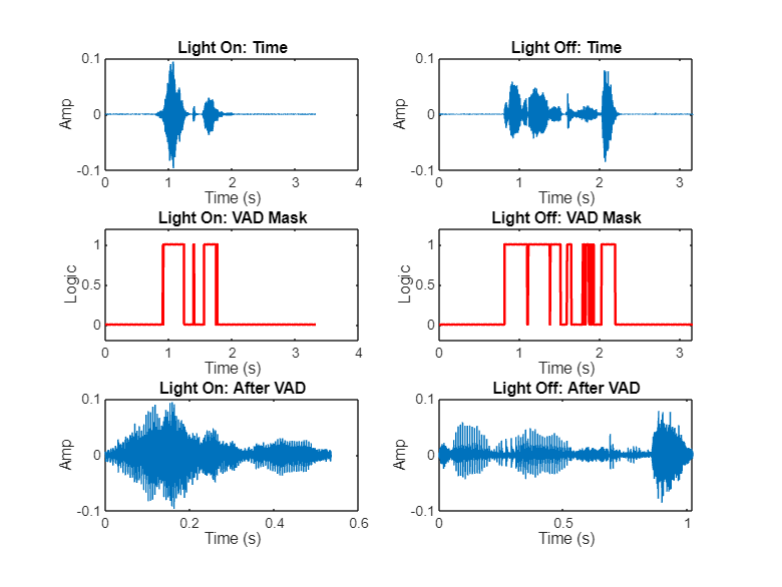 Light On: Time
0.1
0
-0.1
Amp
0 1 2 3 4
Time (s)
Light Off: Time
0.1
0
-0.1
Amp
0 1 2 3
Time (s)
Light On: VAD Mask
1
0.5
0
Logic
0 1 2 3 4
Time (s)
Light Off: VAD Mask
1
0.5
0
Logic
0 1 2 3
Time (s)
Light On: After VAD
0.1
0
-0.1
Amp
0 0.2 0.4 0.6
Time (s)
Light Off: After VAD
0.1
0
-0.1
Amp
0 0.5 1
Time (s)